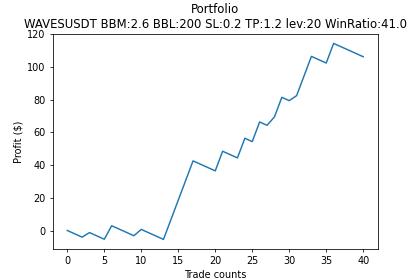 Portfolio
WAVESUSDT BBM:2.6 BBL:200 SL:0.2 TP:1.2 lev:20 WinRatio:41.0
120
100
80
60
40
20
0
Profit ($)
0 5 10 15 20 25 30 35 40
Trade counts